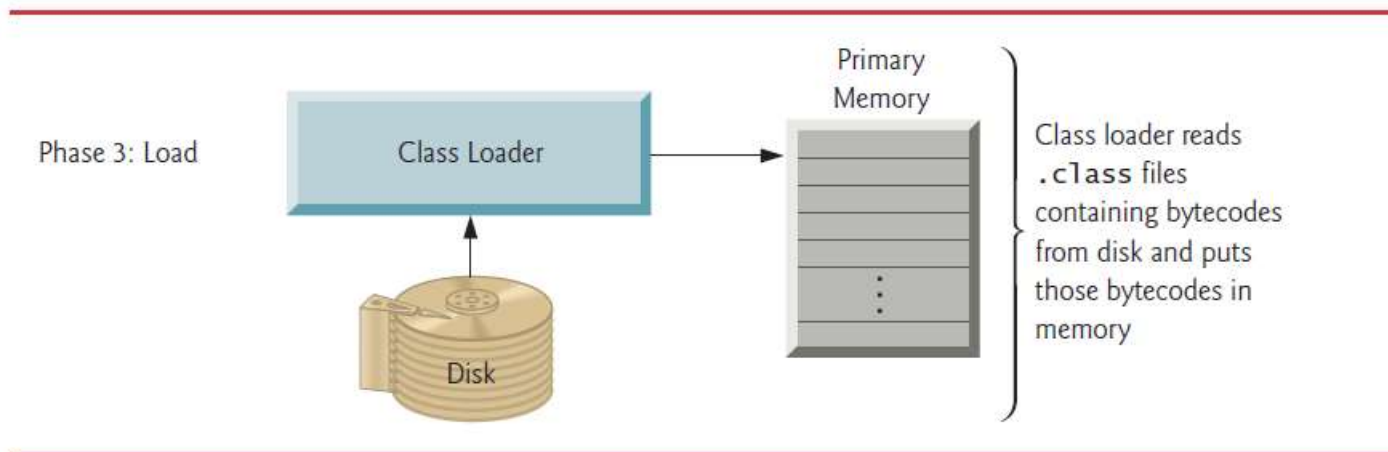 Phase 3: Load
Class Loader
Disk
Primary
Memory
Class loader reads
.class files
containing bytecodes
from disk and puts
those bytecodes in
memory